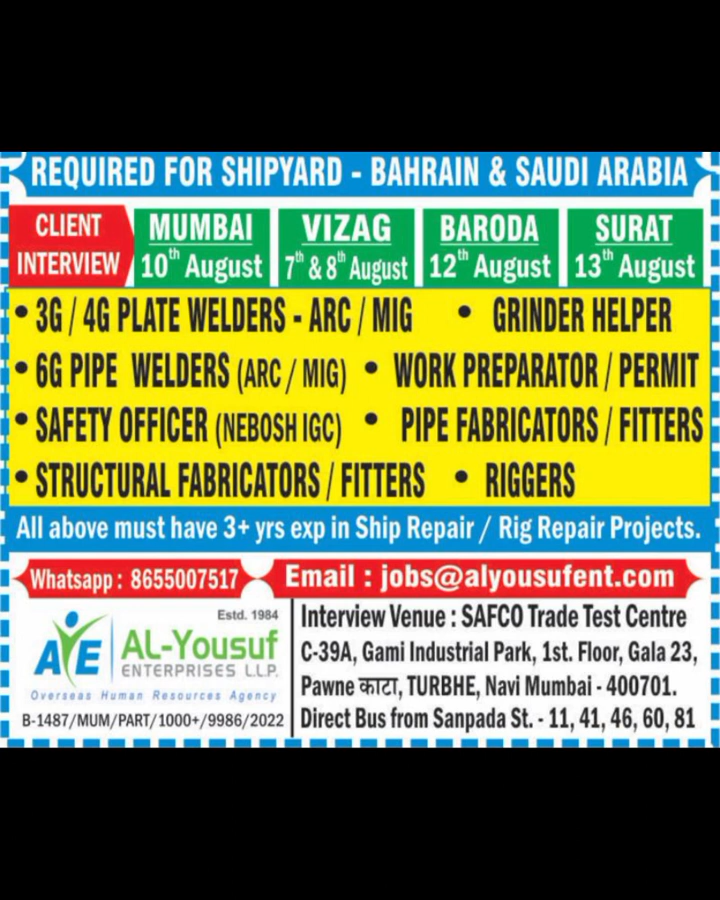 REQUIRED FOR SHIPYARD - BAHRAIN & SAUDI ARABIA
CLIENT INTERVIEW
MUMBAI
10th August
VIZAG
7th & 8th August
BARODA
12th August
SURAT
13th August
• 3G / 4G PLATE WELDERS - ARC / MIG • GRINDER HELPER
• 6G PIPE WELDERS (ARC / MIG) • WORK PREPARATOR / PERMIT
• SAFETY OFFICER (NEBOSH IGC) • PIPE FABRICATORS / FITTERS
• STRUCTURAL FABRICATORS / FITTERS • RIGGERS
All above must have 3+ yrs exp in Ship Repair / Rig Repair Projects.
Whatsapp : 8655007517
Email : jobs@alyousufent.com
Estd. 1984
AYE
AL-Yousuf
ENTERPRISES L.L.P.
Overseas Human Resources Agency
B-1487/MUM/PART/1000+/9986/2022
Interview Venue : SAFCO Trade Test Centre
C-39A, Gami Industrial Park, 1st. Floor, Gala 23,
Pawne काटा, TURBHE, Navi Mumbai - 400701.
Direct Bus from Sanpada St. - 11, 41, 46, 60, 81